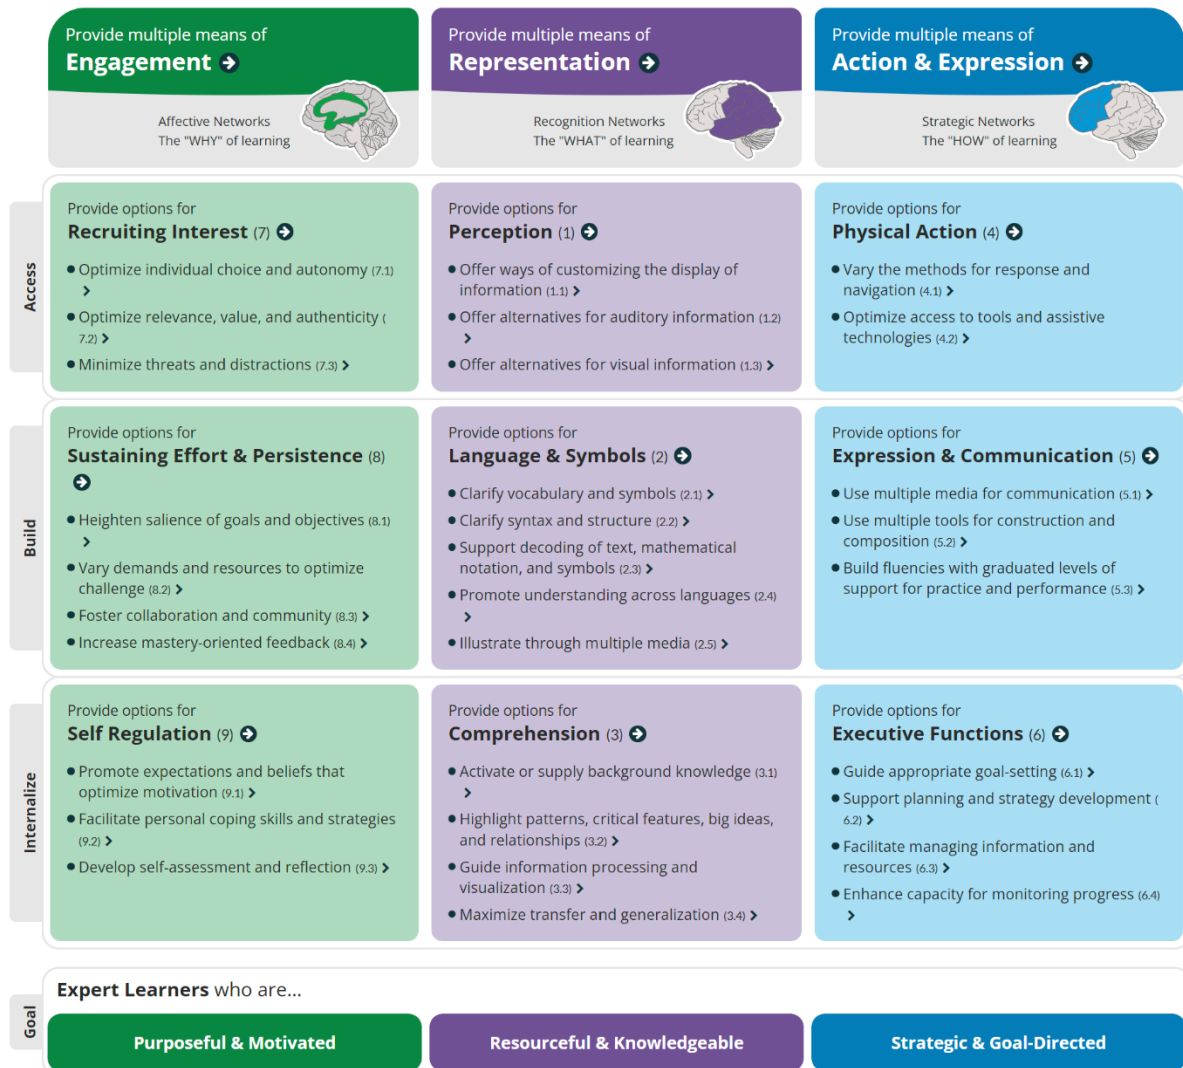 Provide multiple means of
Engagement
Affective Networks
The "WHY" of learning
Provide multiple means of
Representation
Recognition Networks
The "WHAT" of learning
Provide multiple means of
Action & Expression
Strategic Networks
The "HOW" of learning
Access
Provide options for
Recruiting Interest (7)
Optimize individual choice and autonomy (7.1)
Optimize relevance, value, and authenticity (
7.2)
Minimize threats and distractions (7.3)
Provide options for
Perception (1)
Offer ways of customizing the display of
information (1.1)
Offer alternatives for auditory information (1.2)
Offer alternatives for visual information (1.3)
Provide options for
Physical Action (4)
Vary the methods for response and
navigation (4.1)
Optimize access to tools and assistive
technologies (4.2)
Build
Provide options for
Sustaining Effort & Persistence (8)
Heighten salience of goals and objectives (8.1)
Vary demands and resources to optimize
challenge (8.2)
Foster collaboration and community (8.3)
Increase mastery-oriented feedback (8.4)
Provide options for
Language & Symbols (2)
Clarify vocabulary and symbols (2.1)
Clarify syntax and structure (2.2)
Support decoding of text, mathematical
notation, and symbols (2.3)
Promote understanding across languages (2.4)
Illustrate through multiple media (2.5)
Provide options for
Expression & Communication (5)
Use multiple media for communication (5.1)
Use multiple tools for construction and
composition (5.2)
Build fluencies with graduated levels of
support for practice and performance (5.3)
Internalize
Provide options for
Self Regulation (9)
Promote expectations and beliefs that
optimize motivation (9.1)
Facilitate personal coping skills and strategies
(9.2)
Develop self-assessment and reflection (9.3)
Provide options for
Comprehension (3)
Activate or supply background knowledge (3.1)
Highlight patterns, critical features, big ideas,
and relationships (3.2)
Guide information processing and
visualization (3.3)
Maximize transfer and generalization (3.4)
Provide options for
Executive Functions (6)
Guide appropriate goal-setting (6.1)
Support planning and strategy development (
6.2)
Facilitate managing information and
resources (6.3)
Enhance capacity for monitoring progress (6.4)
Goal
Expert Learners who are...
Purposeful & Motivated
Resourceful & Knowledgeable
Strategic & Goal-Directed